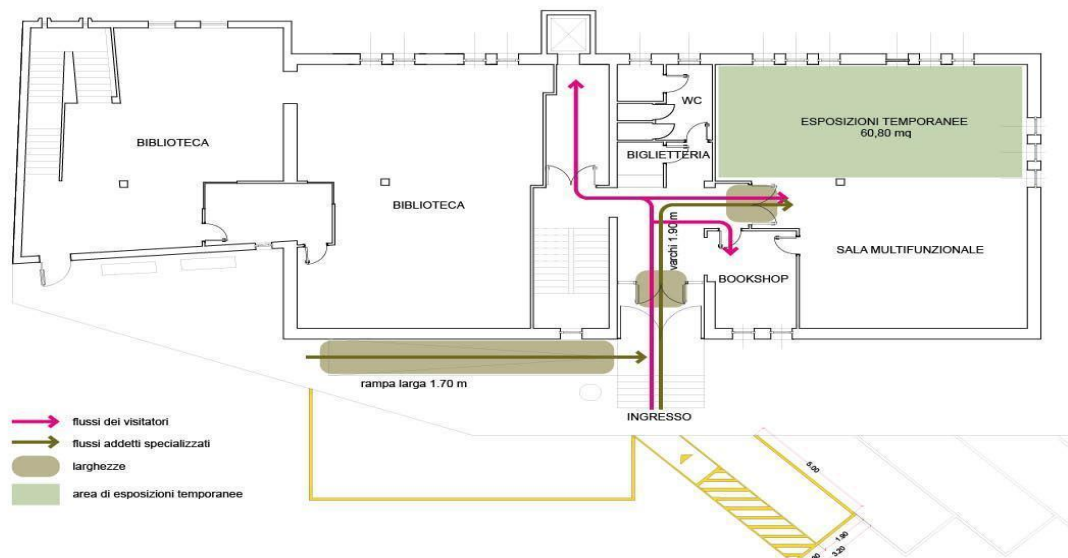 WC
ESPOSIZIONI TEMPORANEE
60,80 mq
BIBLIOTECA
BIGLIETTERIA
BIBLIOTECA
varchi 1.90 m
SALA MULTIFUNZIONALE
BOOKSHOP
rampa larga 1.70 m
INGRESSO
flussi dei visitatori
flussi addetti specializzati
larghezze
area di esposizioni temporanee
5.00
1.90
3.20